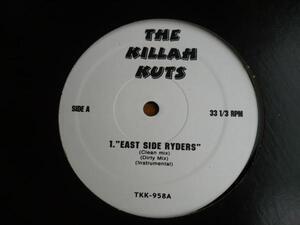 THE
KILLAH
KUTS
SIDE A
33 1/3 RPM
1."EAST SIDE RYDERS"
(Clean mix)
(Dirty Mix)
(Instrumental)
TKK-958A